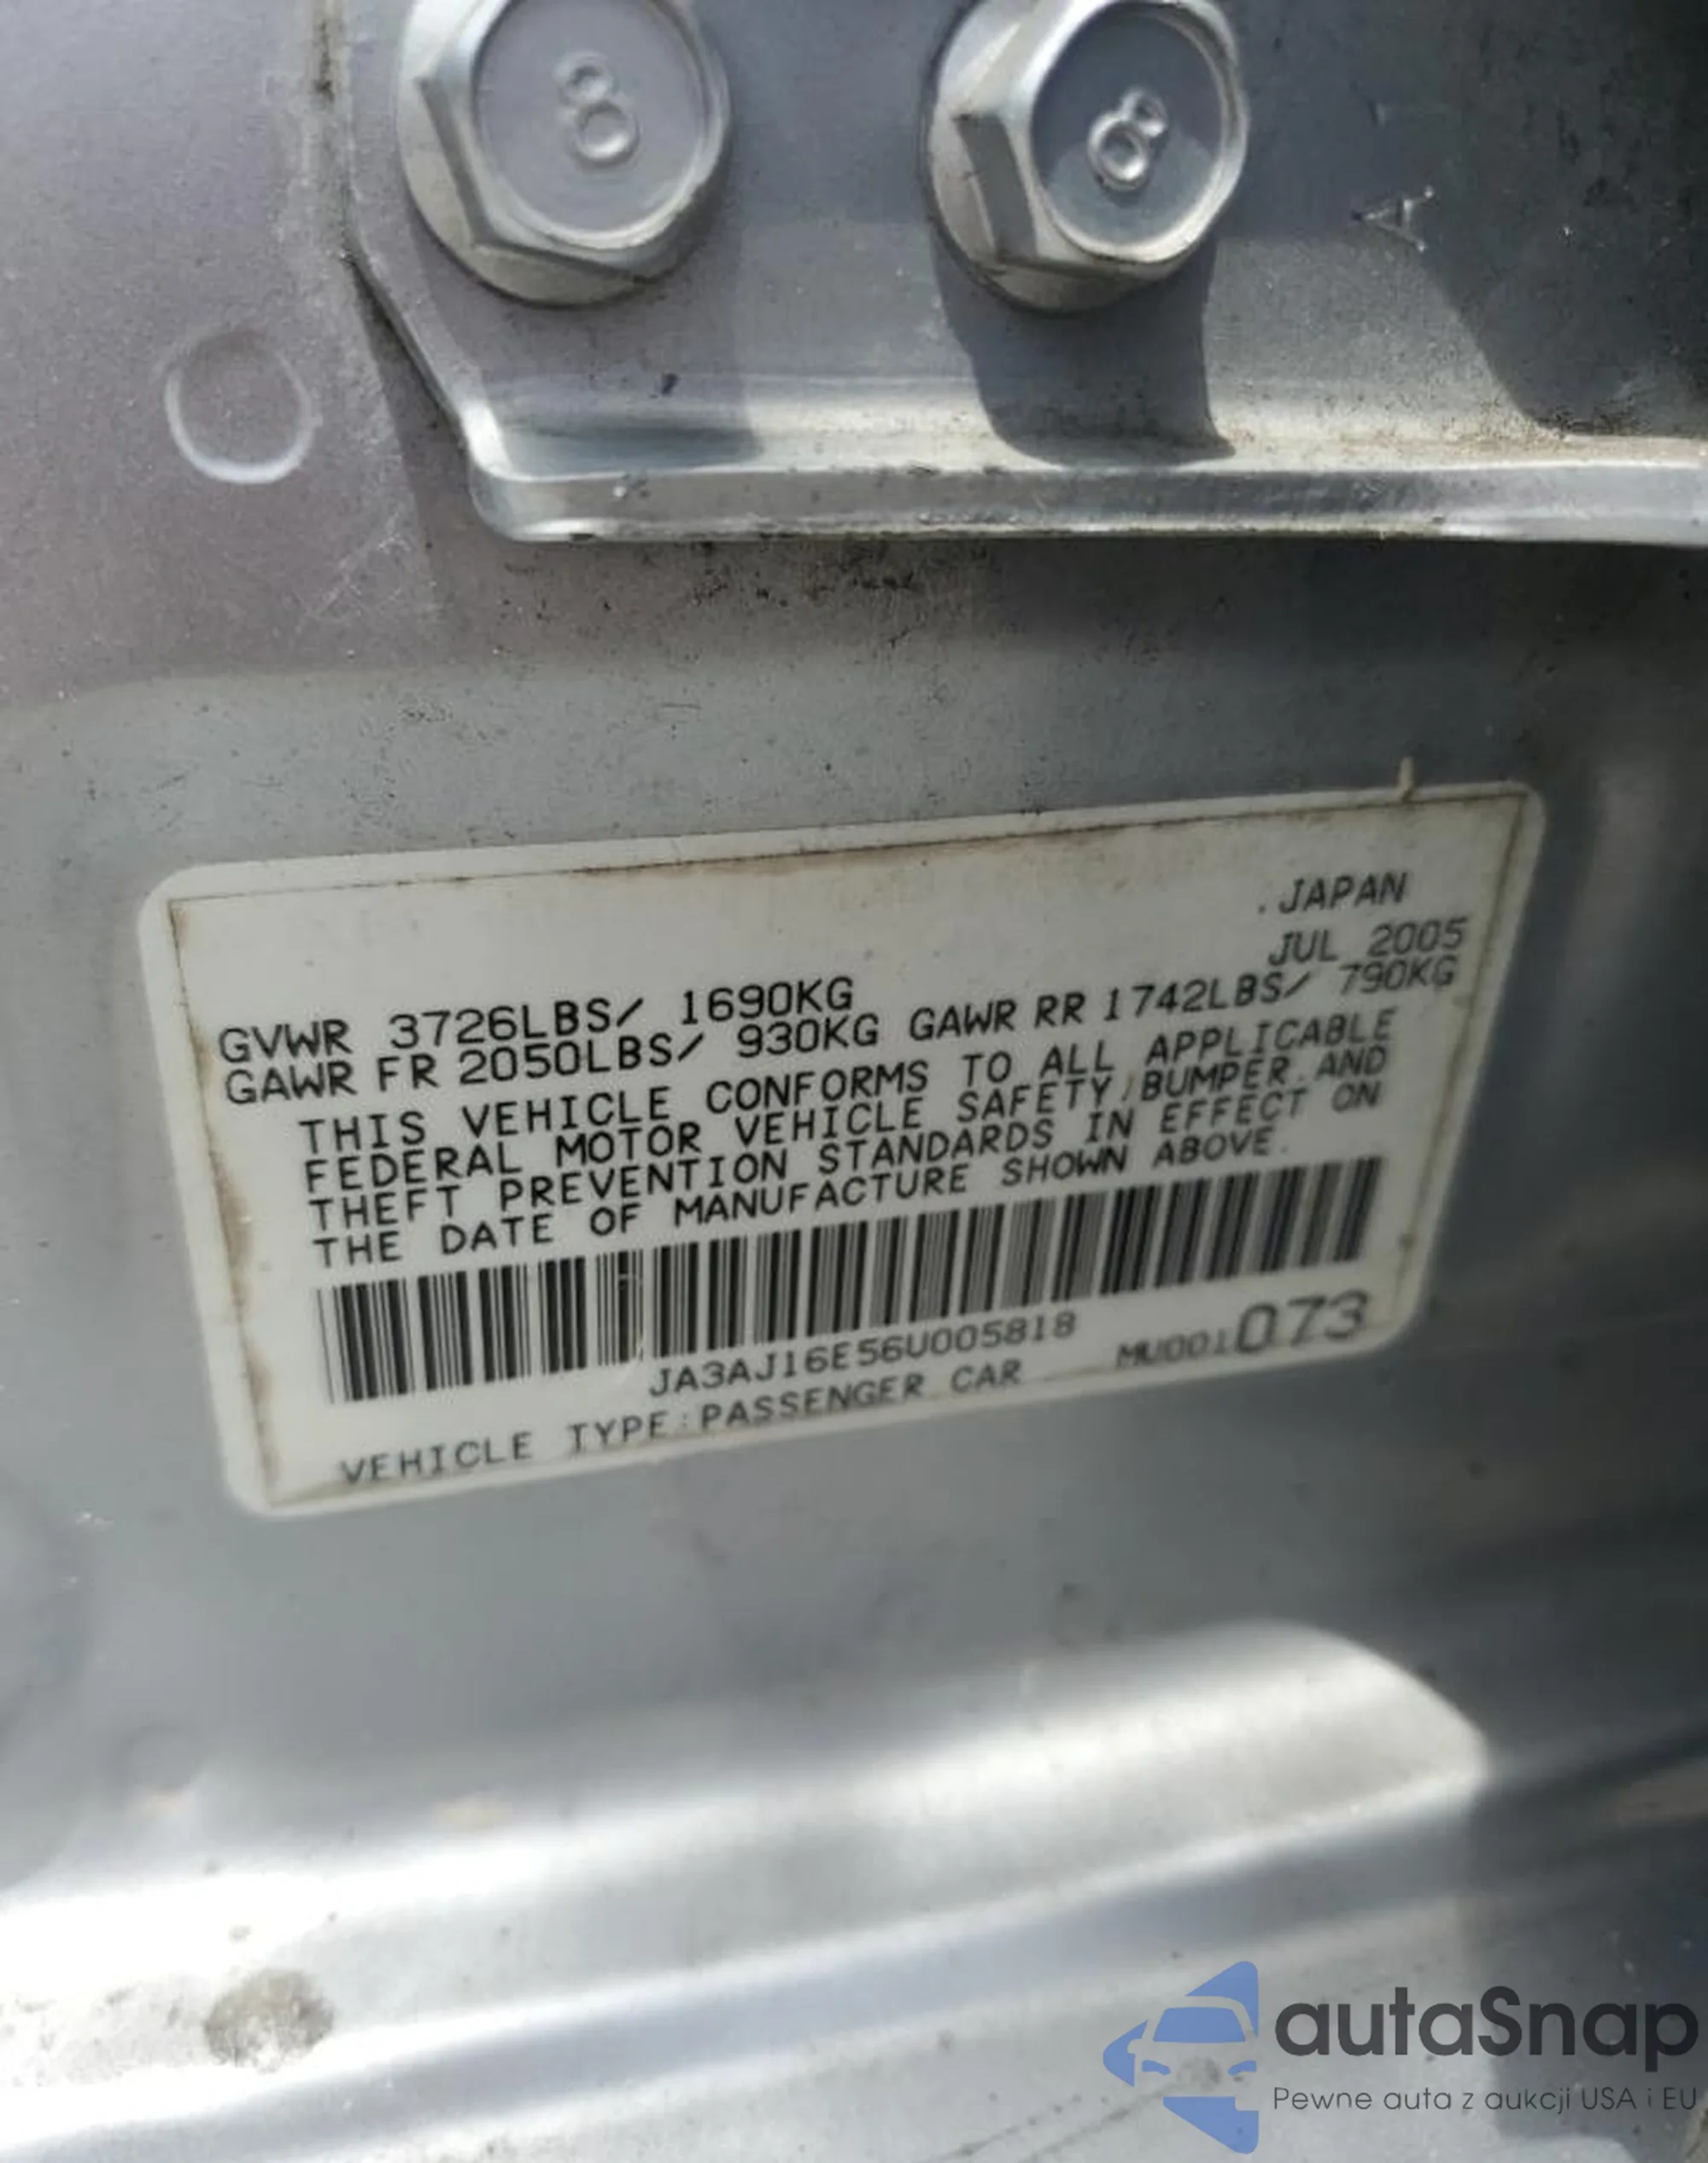 8
8
A
.JAPAN
JUL 2005
GVWR 3726LBS/ 1690KG
GAWR FR 2050LBS/ 930KG GAWR RR 1742LBS/ 790KG
THIS VEHICLE CONFORMS TO ALL APPLICABLE
FEDERAL MOTOR VEHICLE SAFETY,BUMPER AND
THEFT PREVENTION STANDARDS IN EFFECT ON
THE DATE OF MANUFACTURE SHOWN ABOVE.
JA3AJ16E56U005818
MU001073
VEHICLE TYPE:PASSENGER CAR
autaSnap
Pewne auta z aukcji USA i EU